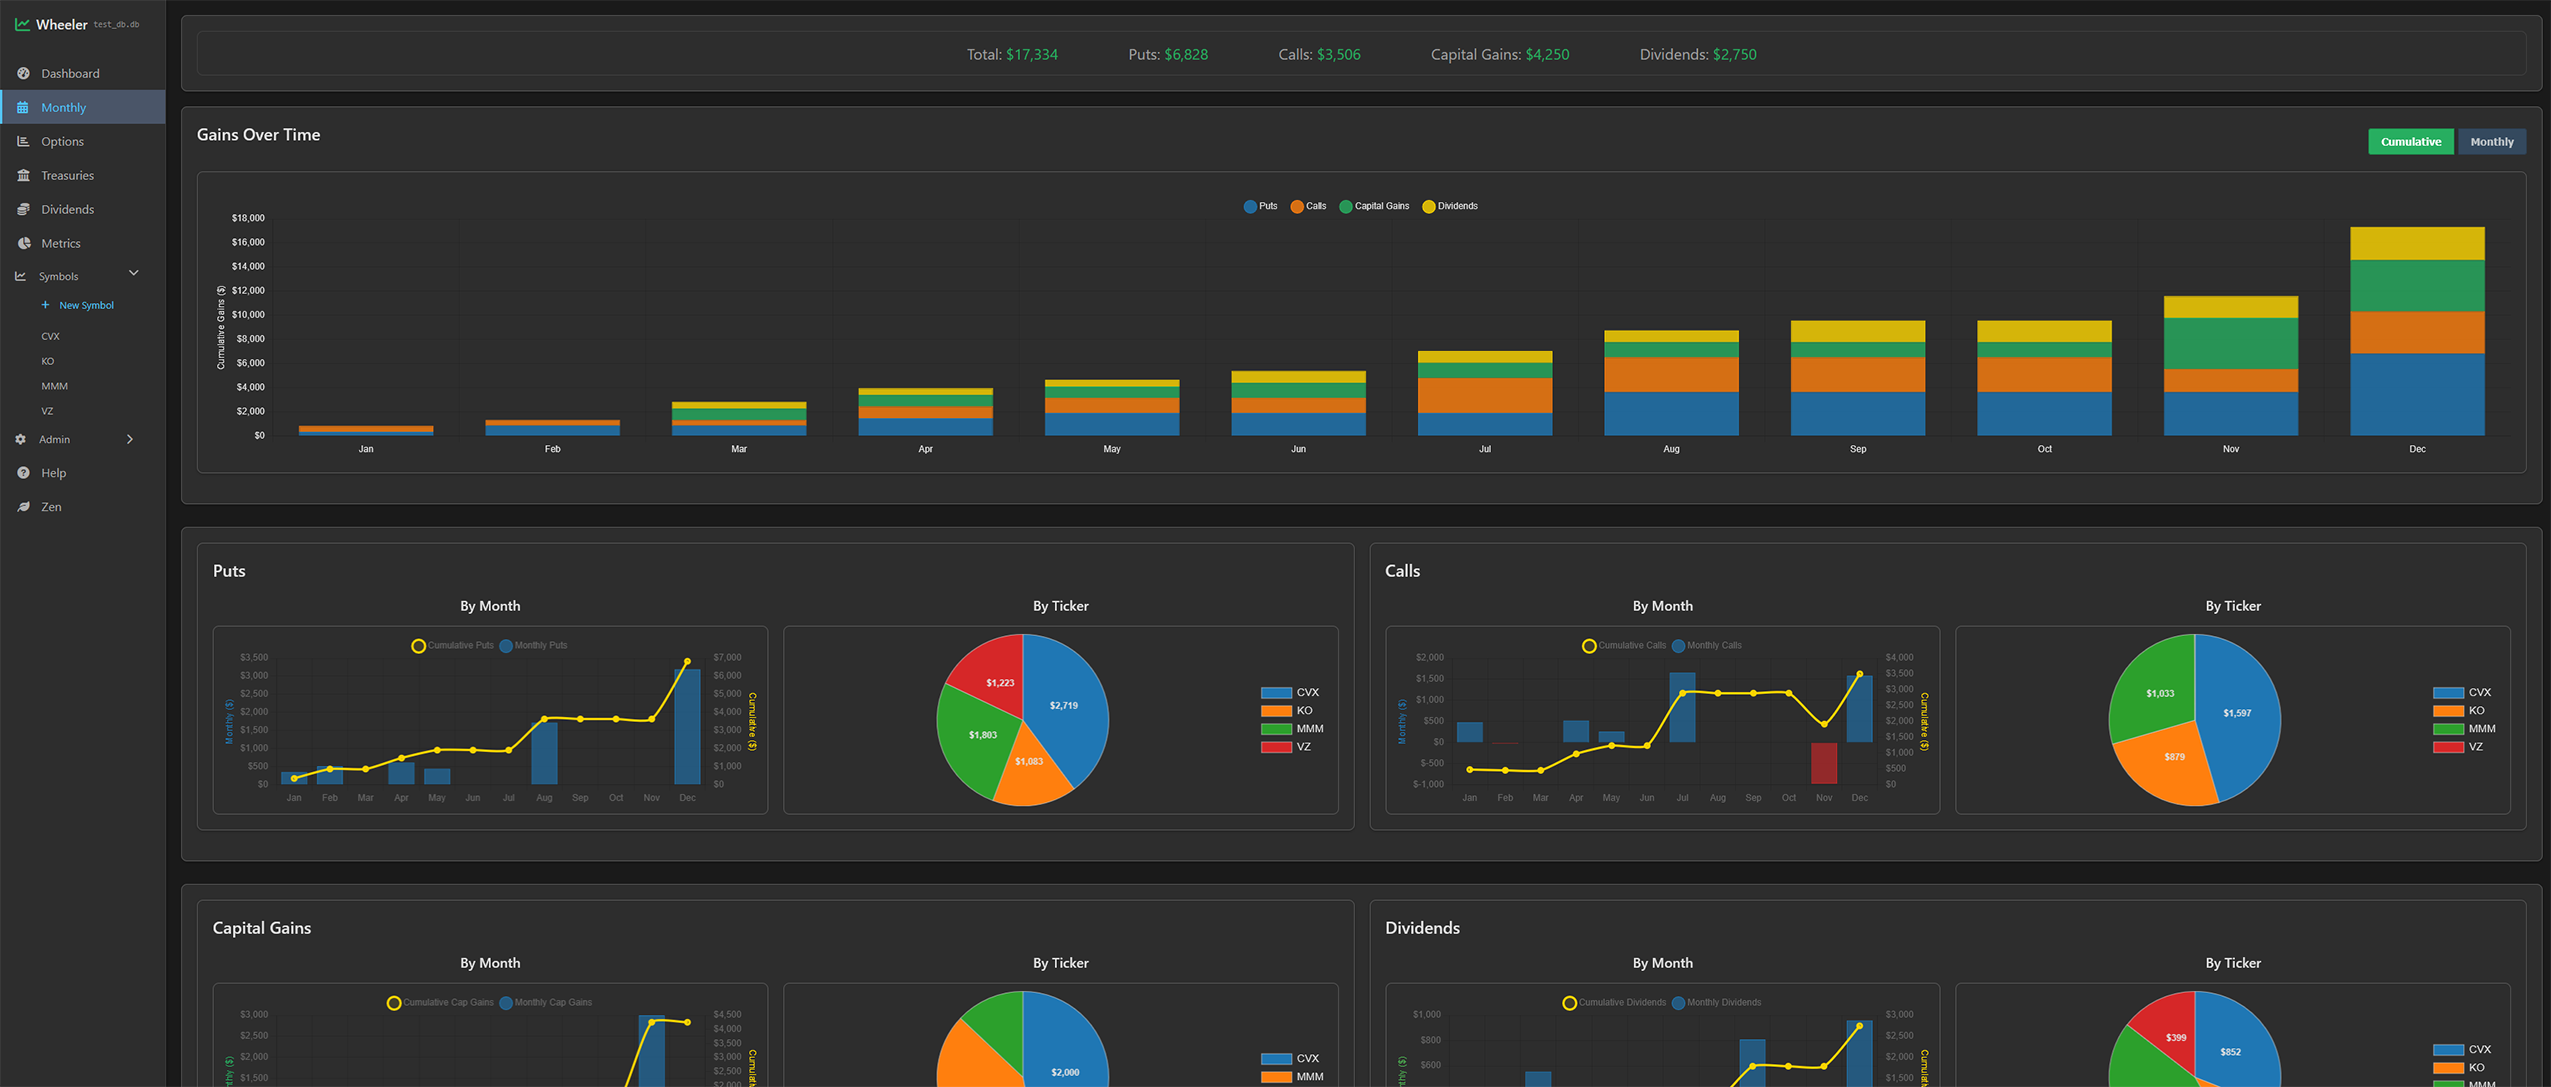 Wheeler test_db.db
Dashboard
Monthly
Options
Treasuries
Dividends
Metrics
Symbols
+ New Symbol
CVX
KO
MMM
VZ
Admin
Help
Zen
Total: $17,334 Puts: $6,828 Calls: $3,506 Capital Gains: $4,250 Dividends: $2,750
Gains Over Time
Cumulative Monthly
Puts Calls Capital Gains Dividends
Cumulative Gains ($)
$18,000
$16,000
$14,000
$12,000
$10,000
$8,000
$6,000
$4,000
$2,000
$0
Jan Feb Mar Apr May Jun Jul Aug Sep Oct Nov Dec
Puts
By Month
Cumulative Puts Monthly Puts
Monthly ($)
$3,500
$3,000
$2,500
$2,000
$1,500
$1,000
$500
$0
$7,000
$6,000
$5,000
$4,000
$3,000
$2,000
$1,000
$0
Cumulative ($)
Jan Feb Mar Apr May Jun Jul Aug Sep Oct Nov Dec
By Ticker
$1,223
$2,719
$1,803
$1,083
CVX
KO
MMM
VZ
Calls
By Month
Cumulative Calls Monthly Calls
Monthly ($)
$2,000
$1,500
$1,000
$500
$0
$-500
$-1,000
$4,000
$3,500
$3,000
$2,500
$2,000
$1,500
$1,000
$500
$0
Cumulative ($)
Jan Feb Mar Apr May Jun Jul Aug Sep Oct Nov Dec
By Ticker
$1,033
$1,597
$879
CVX
KO
MMM
VZ
Capital Gains
By Month
Cumulative Cap Gains Monthly Cap Gains
$3,000
$2,500
$2,000
$1,500
$4,500
$4,000
$3,500
$3,000
$2,500
$2,000
By Ticker
$2,000
CVX
MMM
Dividends
By Month
Cumulative Dividends Monthly Dividends
$1,000
$800
$600
$3,000
$2,500
$2,000
$1,500
By Ticker
$399
$852
CVX
KO
MMM